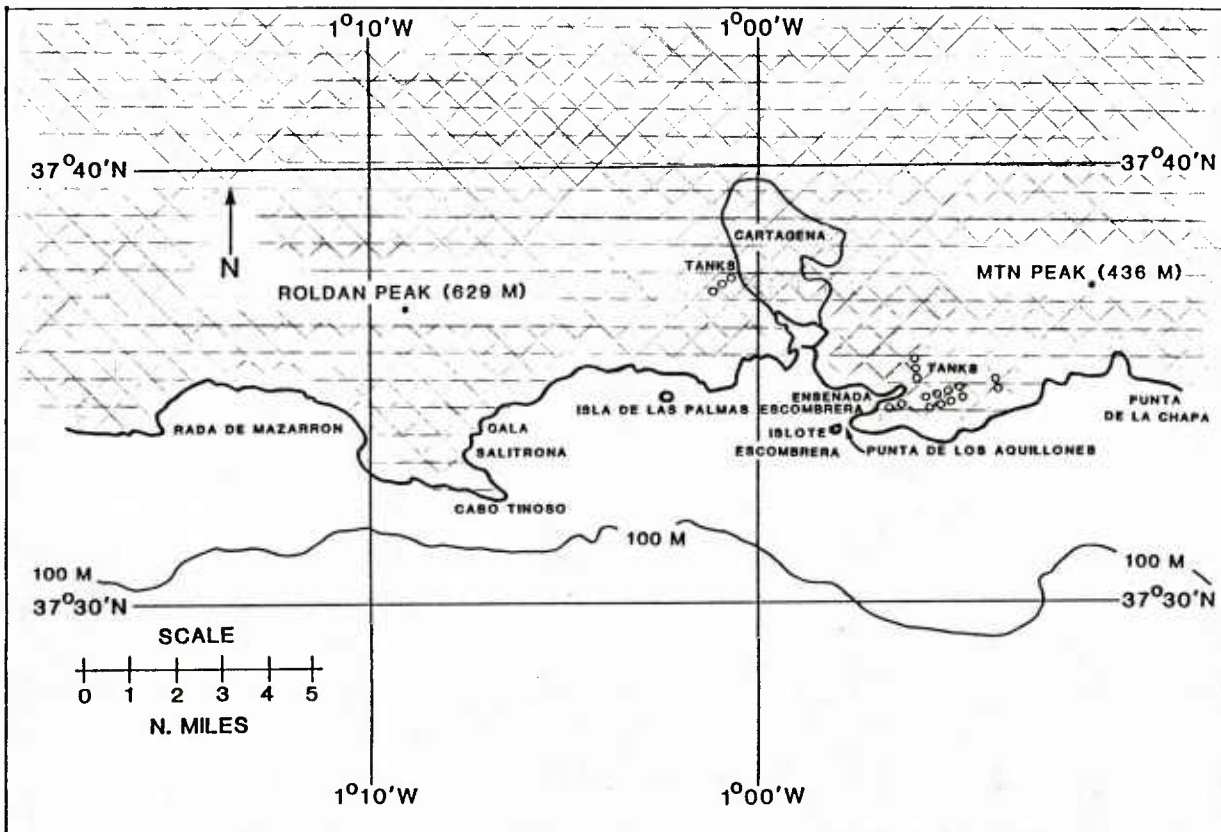 1°10'W
1°00'W
37°40'N
37°40'N
N
CARTAGENA
TANKS
MTN PEAK (436 M)
ROLDAN PEAK (629 M)
TANKS
ENSEÑADA
ESCOMBRERA
ISLA DE LAS PALMAS
PUNTA
DE LA CHAPA
RADA DE MAZARRON
GALA
SALITRONA
ISLOTE
ESCOMBRERA
PUNTA DE LOS AQUILLONES
CABO TINOSO
100 M
100 M
100 M
37°30'N
37°30'N
SCALE
0 1 2 3 4 5
N. MILES
1°10'W
1°00'W